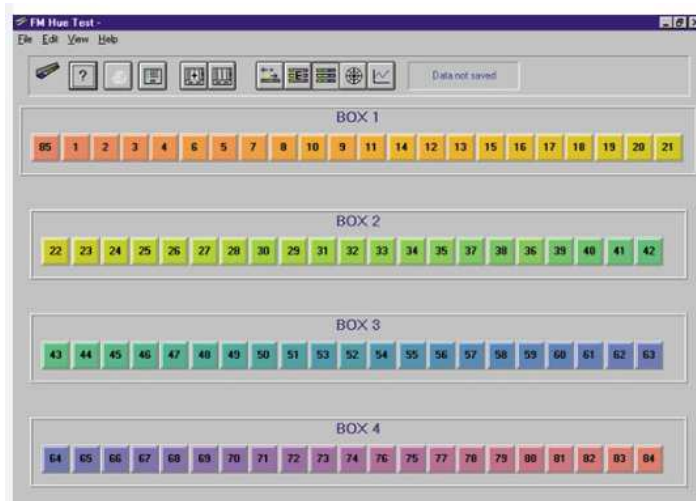 FM Hue Test -
File Edit View Help
? E Data not saved
BOX 1
85 1 2 3 4 6 5 7 8 10 9 11 14 12 13 15 16 17 18 19 20 21
BOX 2
22 23 24 25 26 27 28 30 29 31 32 33 34 35 37 38 36 39 40 41 42
BOX 3
43 44 45 46 47 48 49 50 51 53 52 54 55 56 57 58 59 60 61 62 63
BOX 4
64 65 66 67 68 69 70 71 72 73 74 76 75 77 78 79 80 81 82 83 84